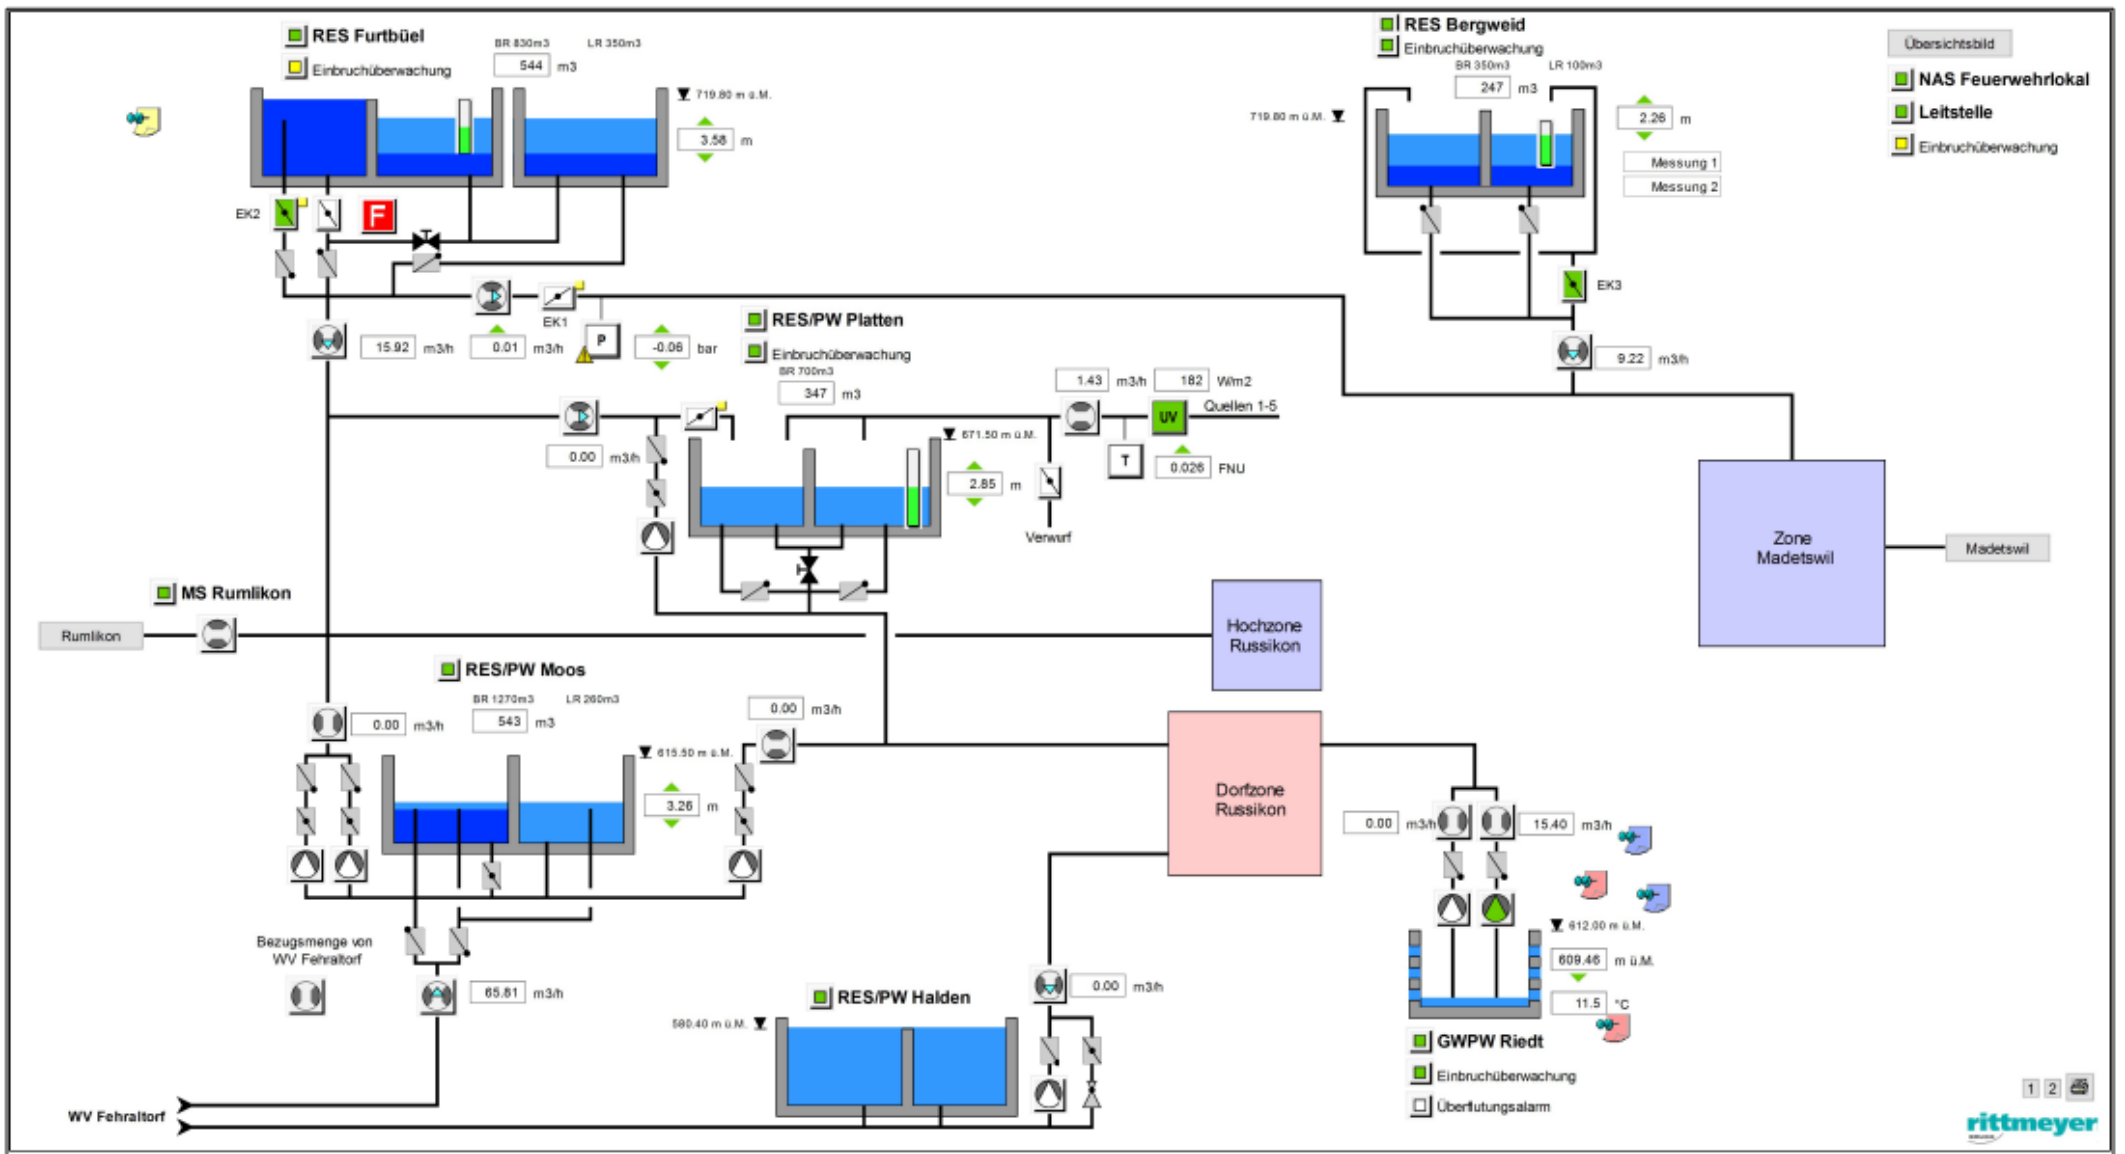 RES Furtbüel
Einbruchüberwachung
BR 830m3 LR 350m3
544 m3
719.80 m ü.M.
3.58 m
EK2
F
15.92 m3/h
0.01 m3/h
EK1
P
-0.06 bar
RES Bergweid
Einbruchüberwachung
BR 350m3 LR 100m3
247 m3
719.80 m ü.M.
2.26 m
Messung 1
Messung 2
EK3
9.22 m3/h
Übersichtsbild
NAS Feuerwehrlokal
Leitstelle
Einbruchüberwachung
RES/PW Platten
Einbruchüberwachung
BR 700m3
347 m3
0.00 m3/h
671.50 m ü.M.
2.85 m
1.43 m3/h
182 W/m2
UV
Quellen 1-5
T
0.026 FNU
Verwurf
Zone
Madetswil
Madetswil
MS Rumlikon
Rumlikon
Hochzone
Russikon
RES/PW Moos
BR 1270m3 LR 260m3
543 m3
0.00 m3/h
615.50 m ü.M.
3.26 m
0.00 m3/h
Dorfzone
Russikon
0.00 m3/h
15.40 m3/h
612.00 m ü.M.
609.46 m ü.M.
11.5 °C
GWPW Riedt
Einbruchüberwachung
Überflutungsalarm
Bezugsmenge von
WV Fehraltorf
65.81 m3/h
RES/PW Halden
580.40 m ü.M.
0.00 m3/h
WV Fehraltorf
1 2
rittmeyer